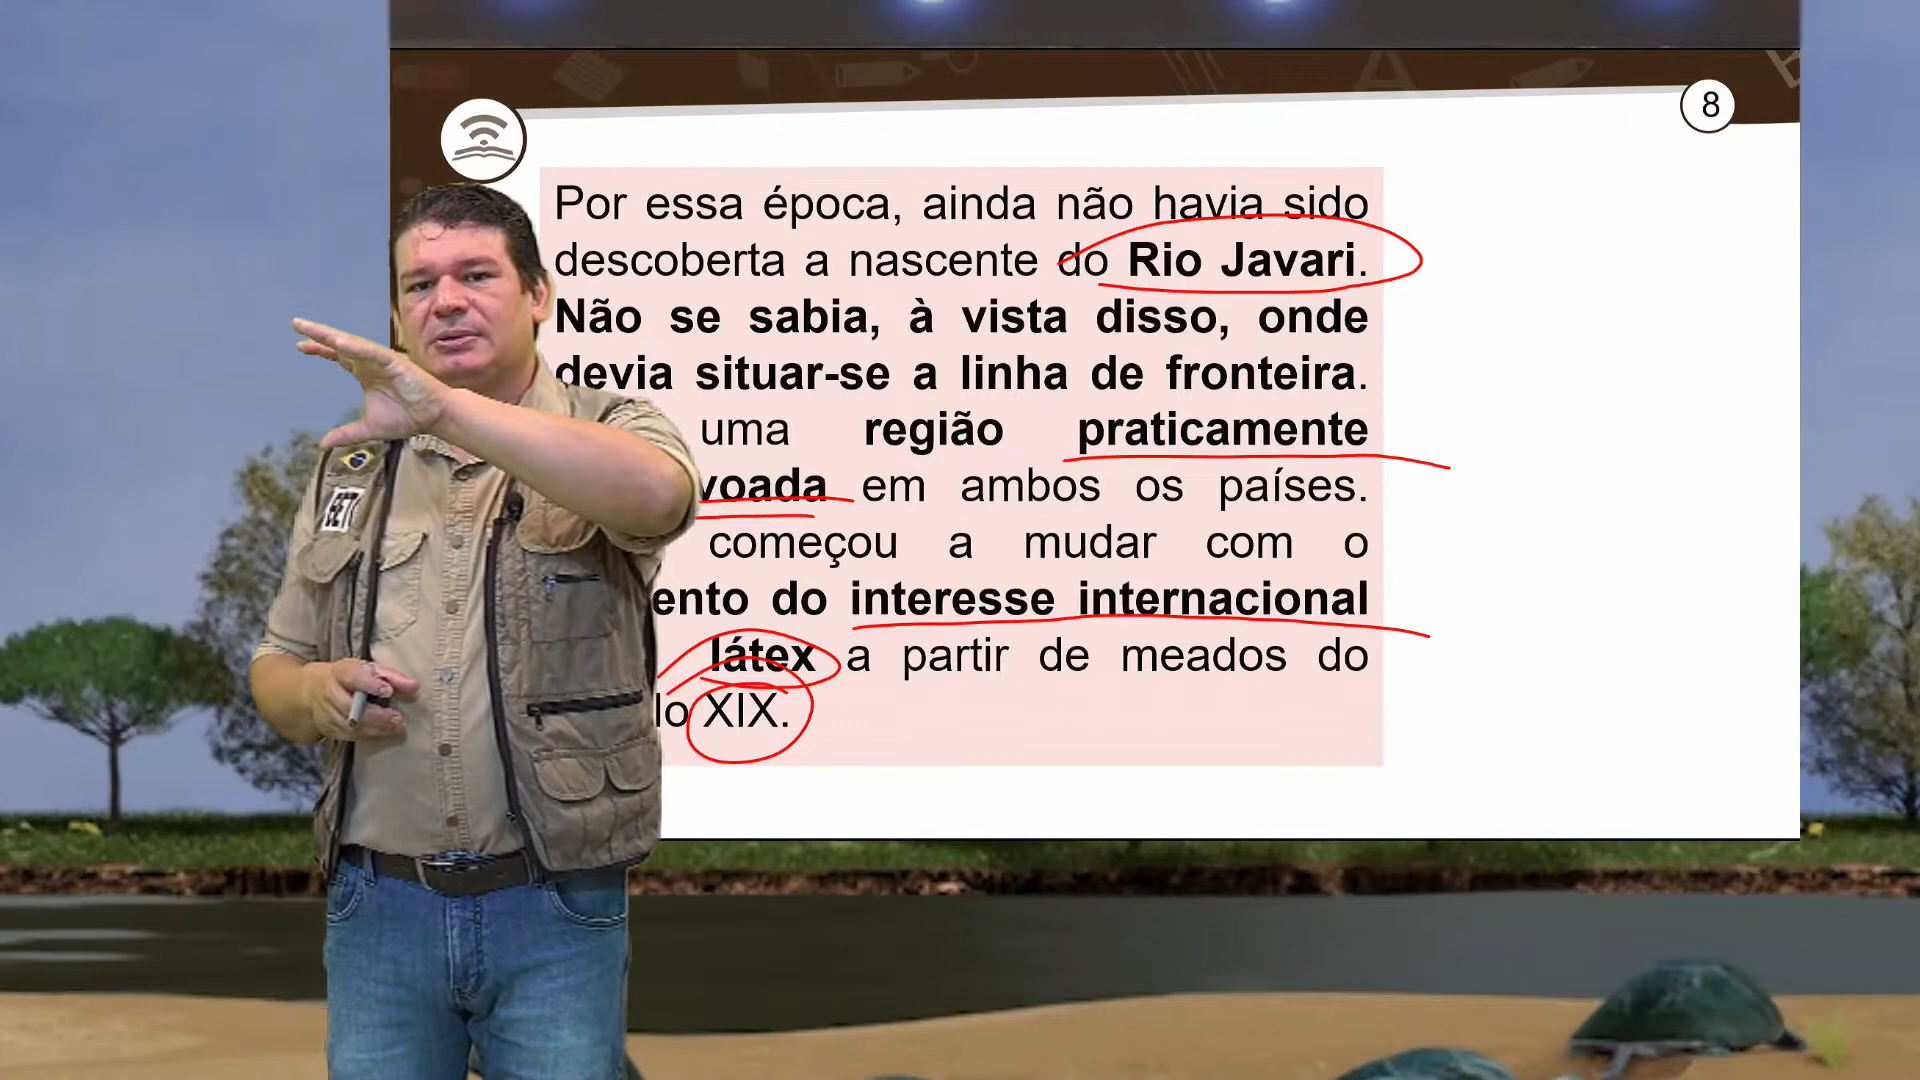 8
Por essa época, ainda não havia sido
descoberta a nascente do Rio Javari.
Não se sabia, à vista disso, onde
devia situar-se a linha de fronteira.
uma região praticamente
voada em ambos os países.
começou a mudar com o
ento do interesse internacional
látex a partir de meados do
lo XIX.